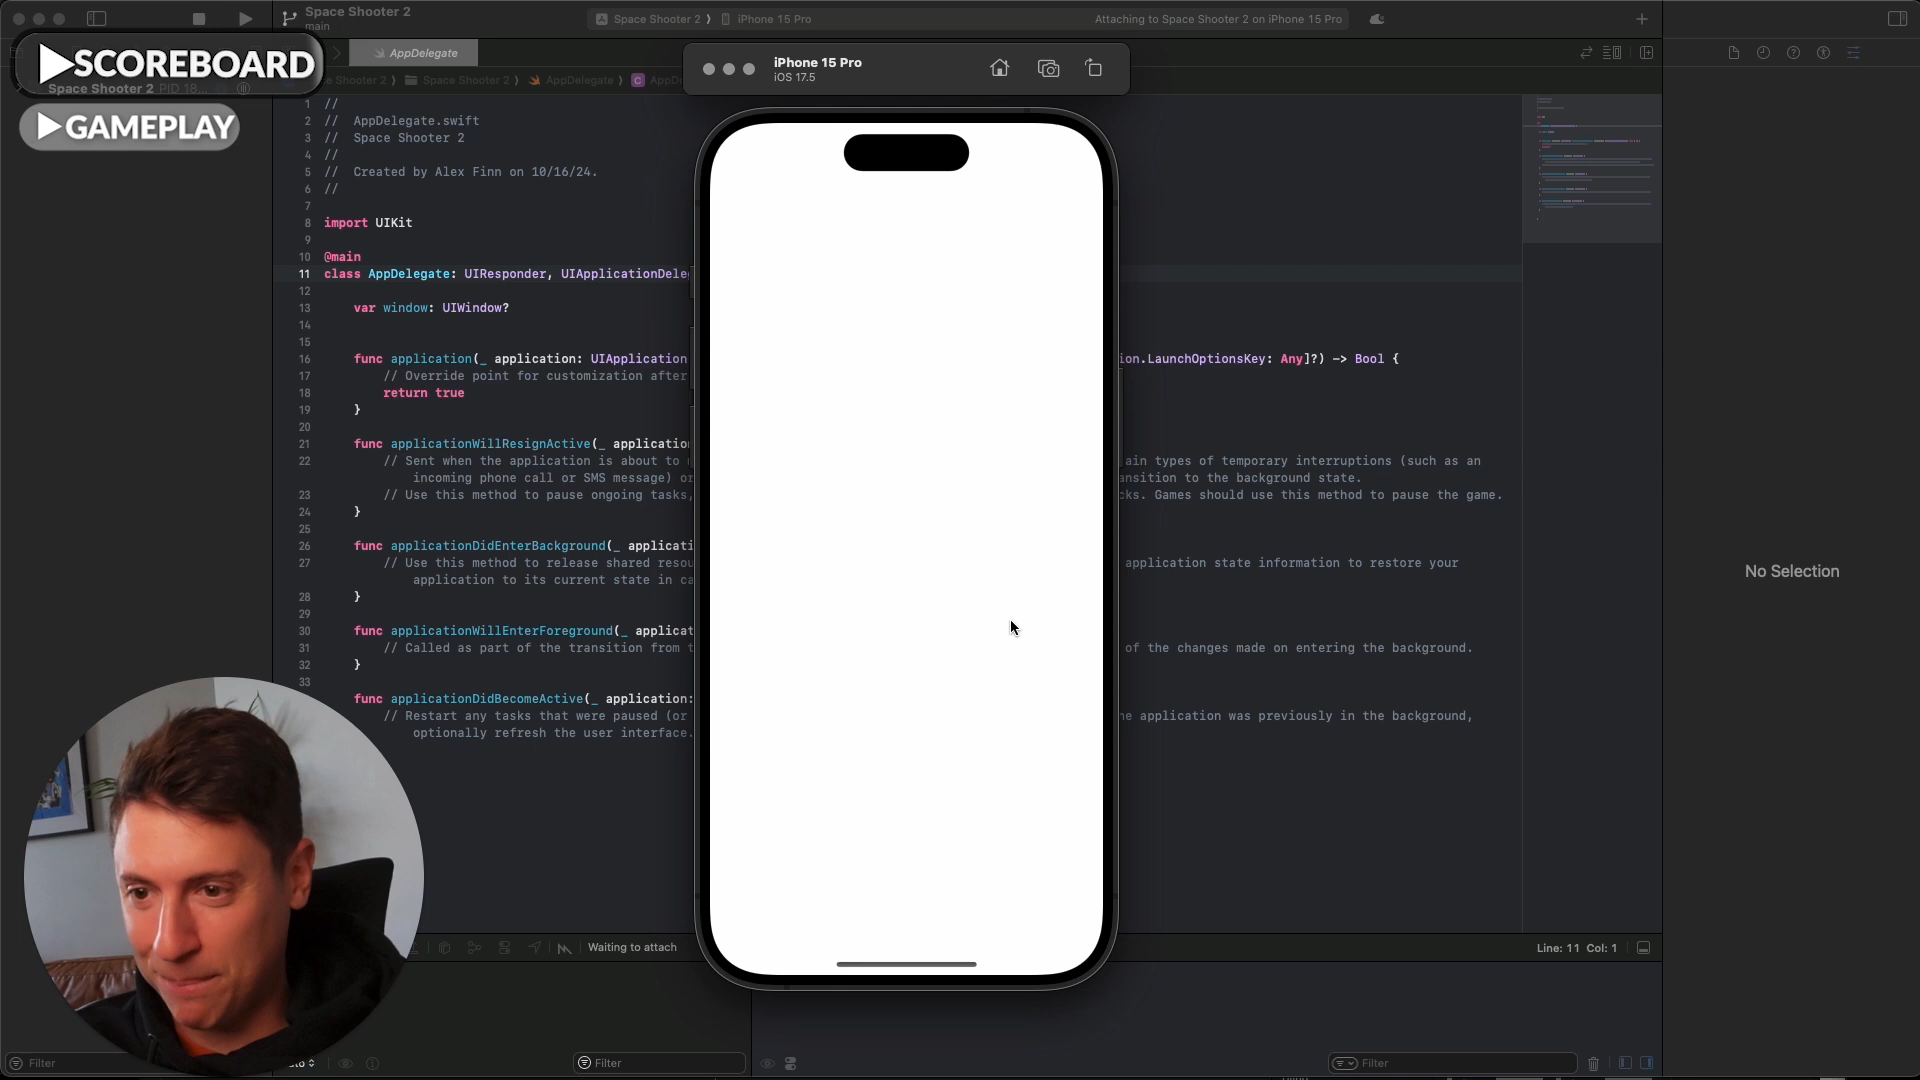 Space Shooter 2
main
Space Shooter 2 ⟩ iPhone 15 Pro
Attaching to Space Shooter 2 on iPhone 15 Pro
▶SCOREBOARD
AppDelegate
iPhone 15 Pro
iOS 17.5
Shooter 2 ⟩ Space Shooter 2 ⟩ AppDelegate ⟩ C AppD
Space Shooter 2 PID 18...
▶GAMEPLAY
1 //
2 // AppDelegate.swift
3 // Space Shooter 2
4 //
5 // Created by Alex Finn on 10/16/24.
6 //
7
8 import UIKit
9
10 @main
11 class AppDelegate: UIResponder, UIApplicationDele
12
13 var window: UIWindow?
14
15
16 func application(_ application: UIApplication ion.LaunchOptionsKey: Any]?) -> Bool {
17 // Override point for customization after
18 return true
19 }
20
21 func applicationWillResignActive(_ application
22 // Sent when the application is about to ain types of temporary interruptions (such as an
incoming phone call or SMS message) or ansition to the background state.
23 // Use this method to pause ongoing tasks, cks. Games should use this method to pause the game.
24 }
25
26 func applicationDidEnterBackground(_ applicati
27 // Use this method to release shared resou application state information to restore your
application to its current state in ca
28 }
29
30 func applicationWillEnterForeground(_ applicat
31 // Called as part of the transition from t of the changes made on entering the background.
32 }
33
func applicationDidBecomeActive(_ application:
// Restart any tasks that were paused (or he application was previously in the background,
optionally refresh the user interface.
No Selection
Waiting to attach
Line: 11 Col: 1
Filter
Filter
Filter